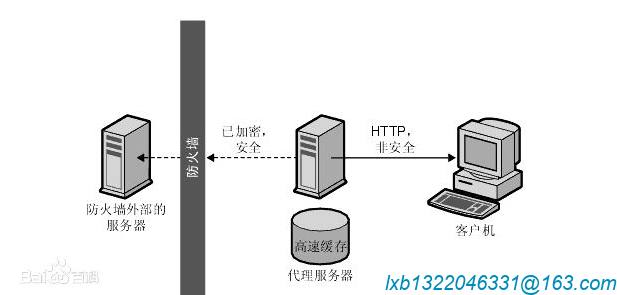 防火墙
已加密，
安全
HTTP，
非安全
防火墙外部的
服务器
高速缓存
代理服务器
客户机
Bai百科
lxb1322046331@163.com